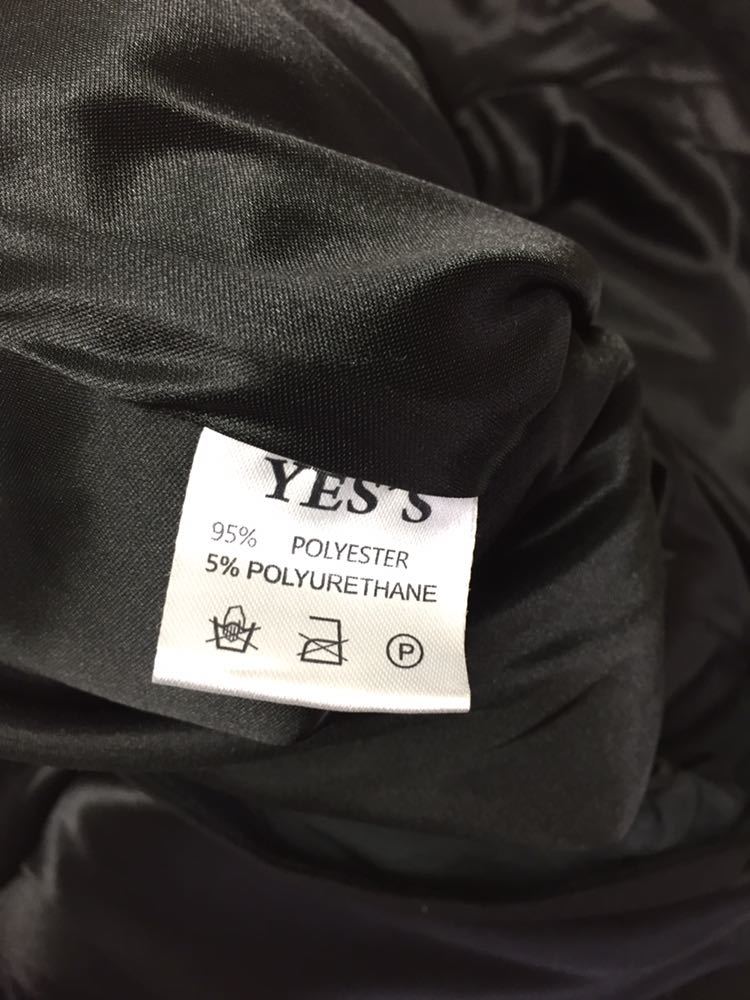 YES'S
95% POLYESTER
5% POLYURETHANE
P